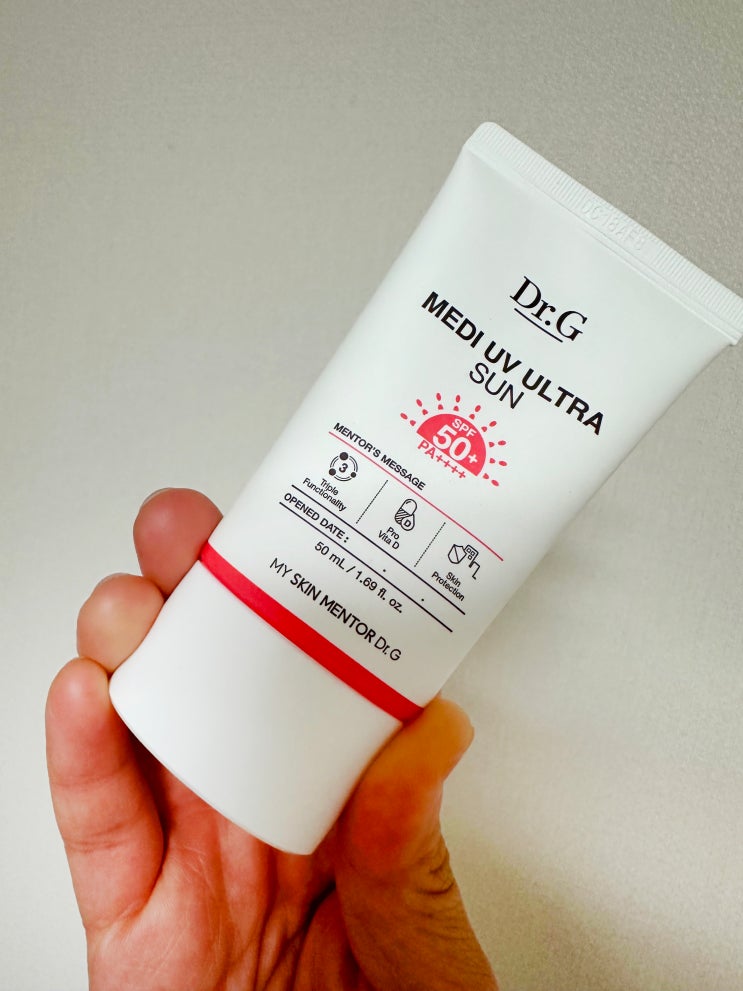 Dr.G
MEDI UV ULTRA
SUN
SPF
50+
PA++++
MENTOR'S MESSAGE
3
Triple
Functionality
D
Pro
Vita D
Skin
Protection
OPENED DATE : . .
50 mL / 1.69 fl. oz.
MY SKIN MENTOR Dr.G